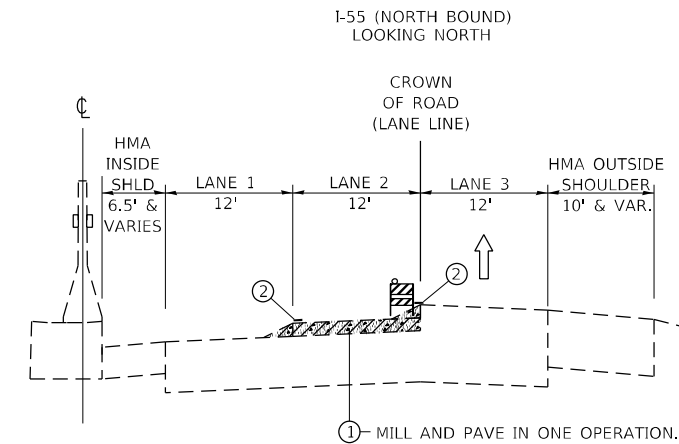 I-55 (NORTH BOUND)
LOOKING NORTH
CROWN
OF ROAD
(LANE LINE)
℄
HMA
INSIDE
SHLD
6.5' &
VARIES
LANE 1
12'
LANE 2
12'
LANE 3
12'
HMA OUTSIDE
SHOULDER
10' & VAR.
2
2
1 MILL AND PAVE IN ONE OPERATION.